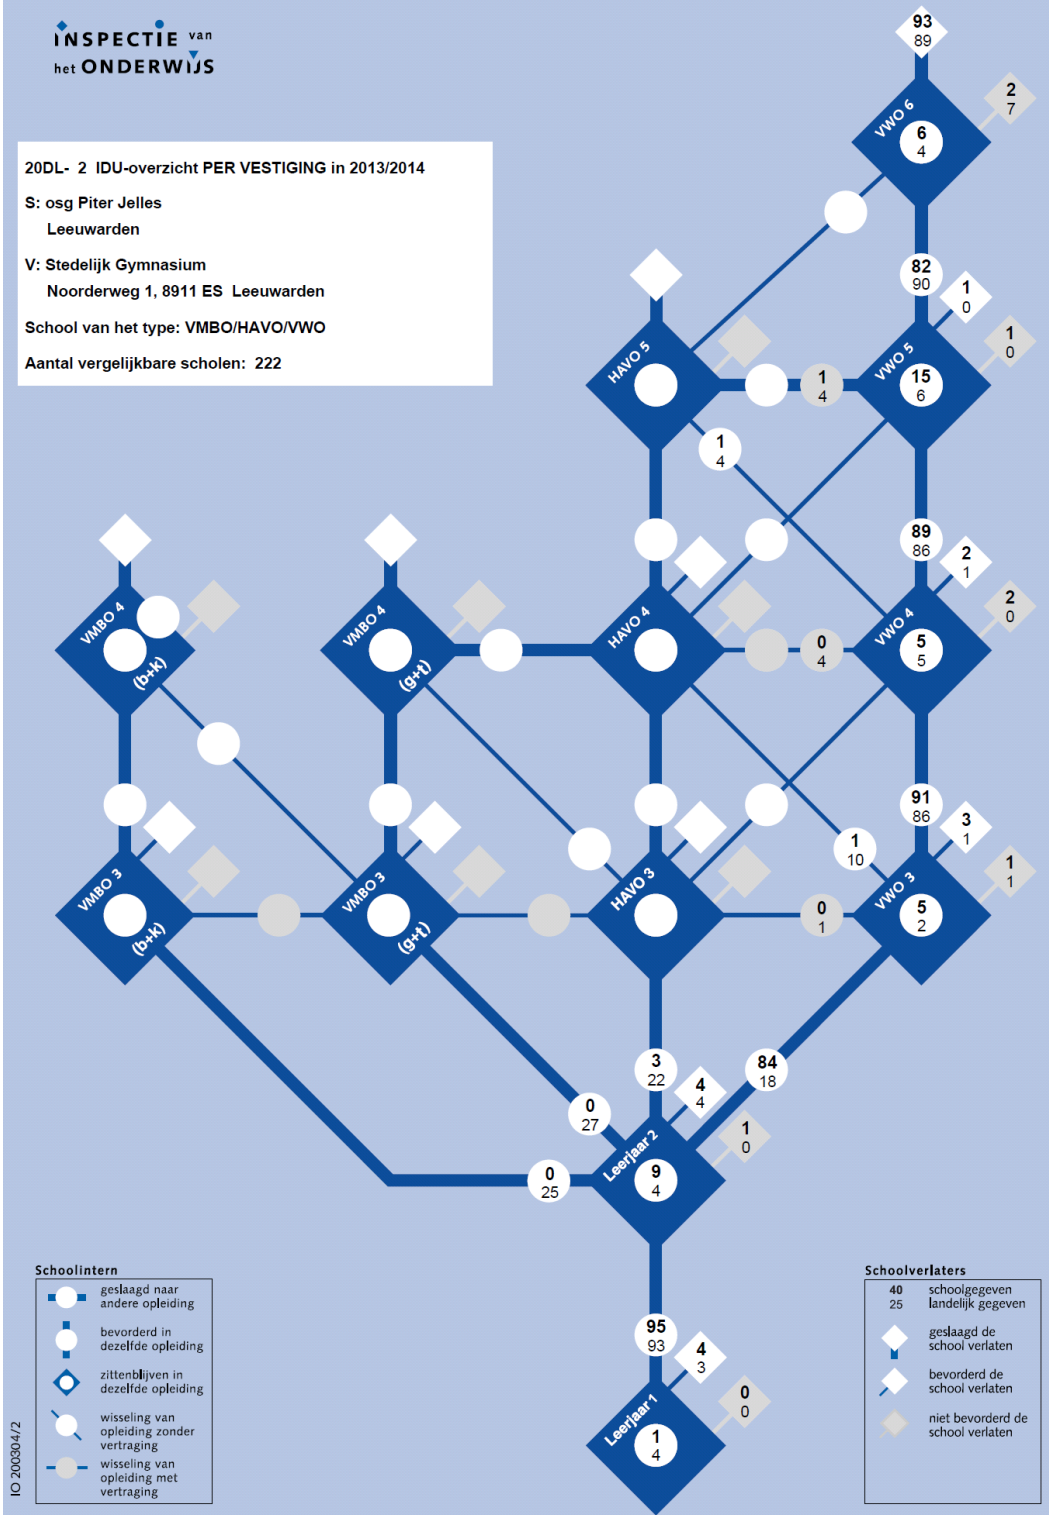 INSPECTIE van
het ONDERWIJS
20DL- 2 IDU-overzicht PER VESTIGING in 2013/2014
S: osg Piter Jelles
Leeuwarden
V: Stedelijk Gymnasium
Noorderweg 1, 8911 ES Leeuwarden
School van het type: VMBO/HAVO/VWO
Aantal vergelijkbare scholen: 222
93
89
2
7
VWO 6
6
4
82
90
1
0
1
0
HAVO 5
VWO 5
1
4
15
6
1
4
89
86
2
1
2
0
VMBO 4
(b+k)
VMBO 4
(g+t)
HAVO 4
0
4
VWO 4
5
5
91
86
1
10
3
1
1
1
VMBO 3
(b+k)
VMBO 3
(g+t)
HAVO 3
0
1
VWO 3
5
2
3
22
84
18
4
4
0
27
1
0
Leerjaar 2
9
4
0
25
95
93
4
3
0
0
Leerjaar 1
1
4
Schoolintern
geslaagd naar
andere opleiding
bevorderd in
dezelfde opleiding
zittenblijven in
dezelfde opleiding
wisseling van
opleiding zonder
vertraging
wisseling van
opleiding met
vertraging
IO 200304/2
Schoolverlaters
40 schoolgegeven
25 landelijk gegeven
geslaagd de
school verlaten
bevorderd de
school verlaten
niet bevorderd de
school verlaten